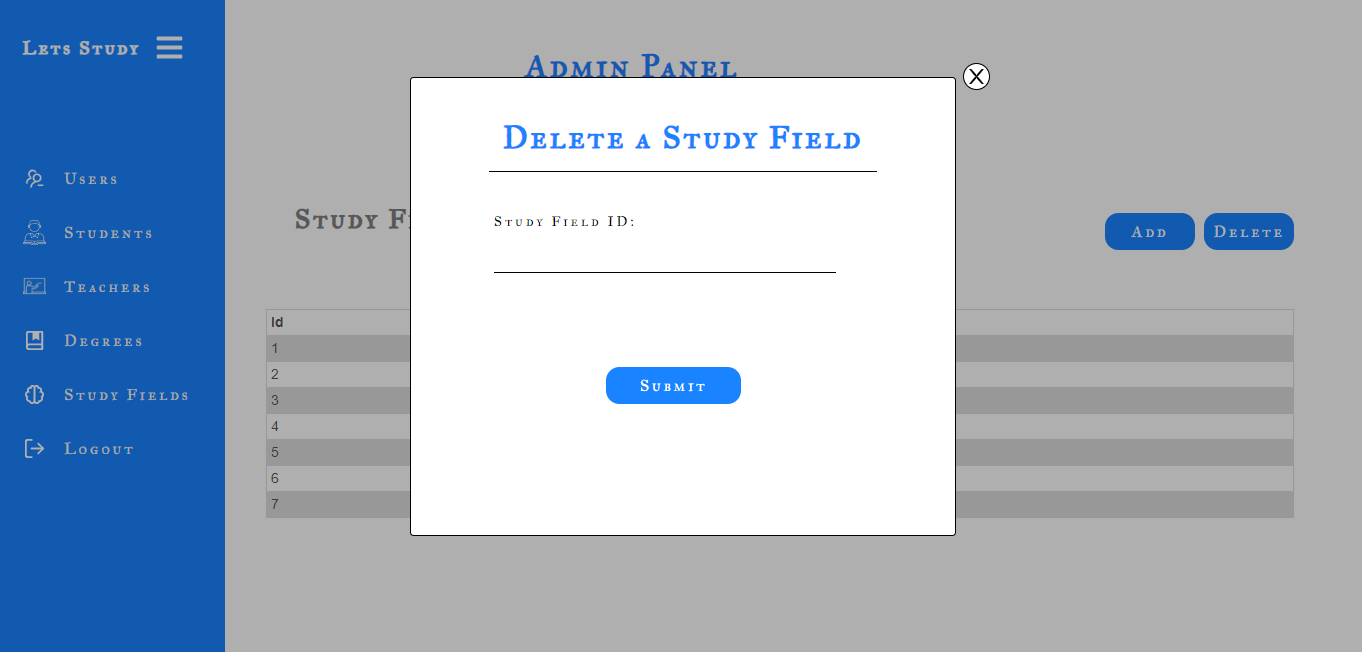 Lets Study
Users
Students
Teachers
Degrees
Study Fields
Logout
Admin Panel
X
Delete a Study Field
Study Field ID:
Submit
Study Fi
Add
Delete
Id
1
2
3
4
5
6
7